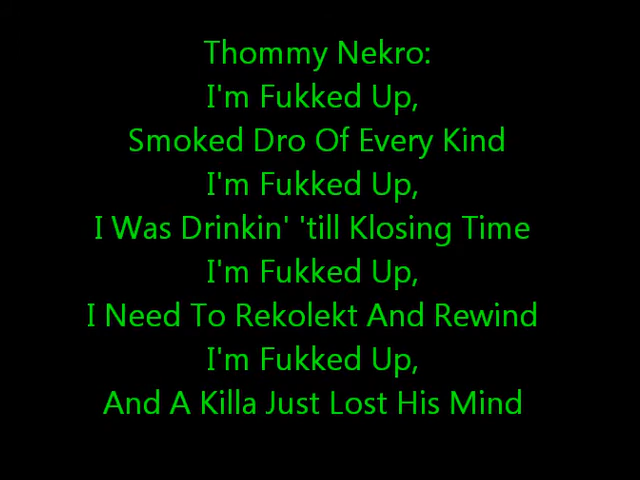 Thommy Nekro:
I'm Fukked Up,
Smoked Dro Of Every Kind
I'm Fukked Up,
I Was Drinkin' 'till Klosing Time
I'm Fukked Up,
I Need To Rekolekt And Rewind
I'm Fukked Up,
And A Killa Just Lost His Mind